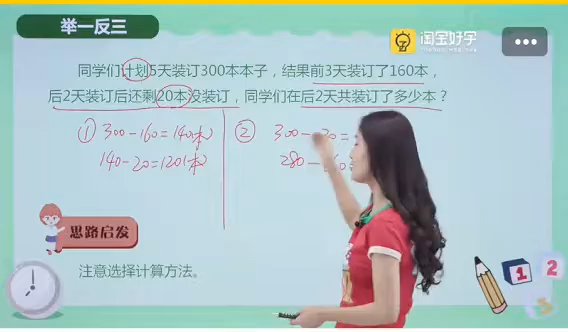 举一反三
淘宝好学
同学们计划5天装订300本本子，结果前3天装订了160本，
后2天装订后还剩20本没装订，同学们在后2天共装订了多少本？
① 300-160=140(本)
140-20=120(本)
② 300-20=
280-160
思路启发
注意选择计算方法。
1 2